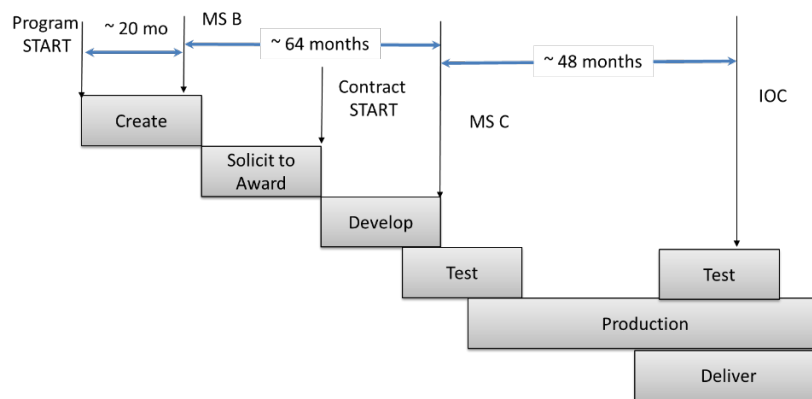 Program
START
~ 20 mo
MS B
~ 64 months
~ 48 months
Contract
START
MS C
IOC
Create
Solicit to
Award
Develop
Test
Test
Production
Deliver